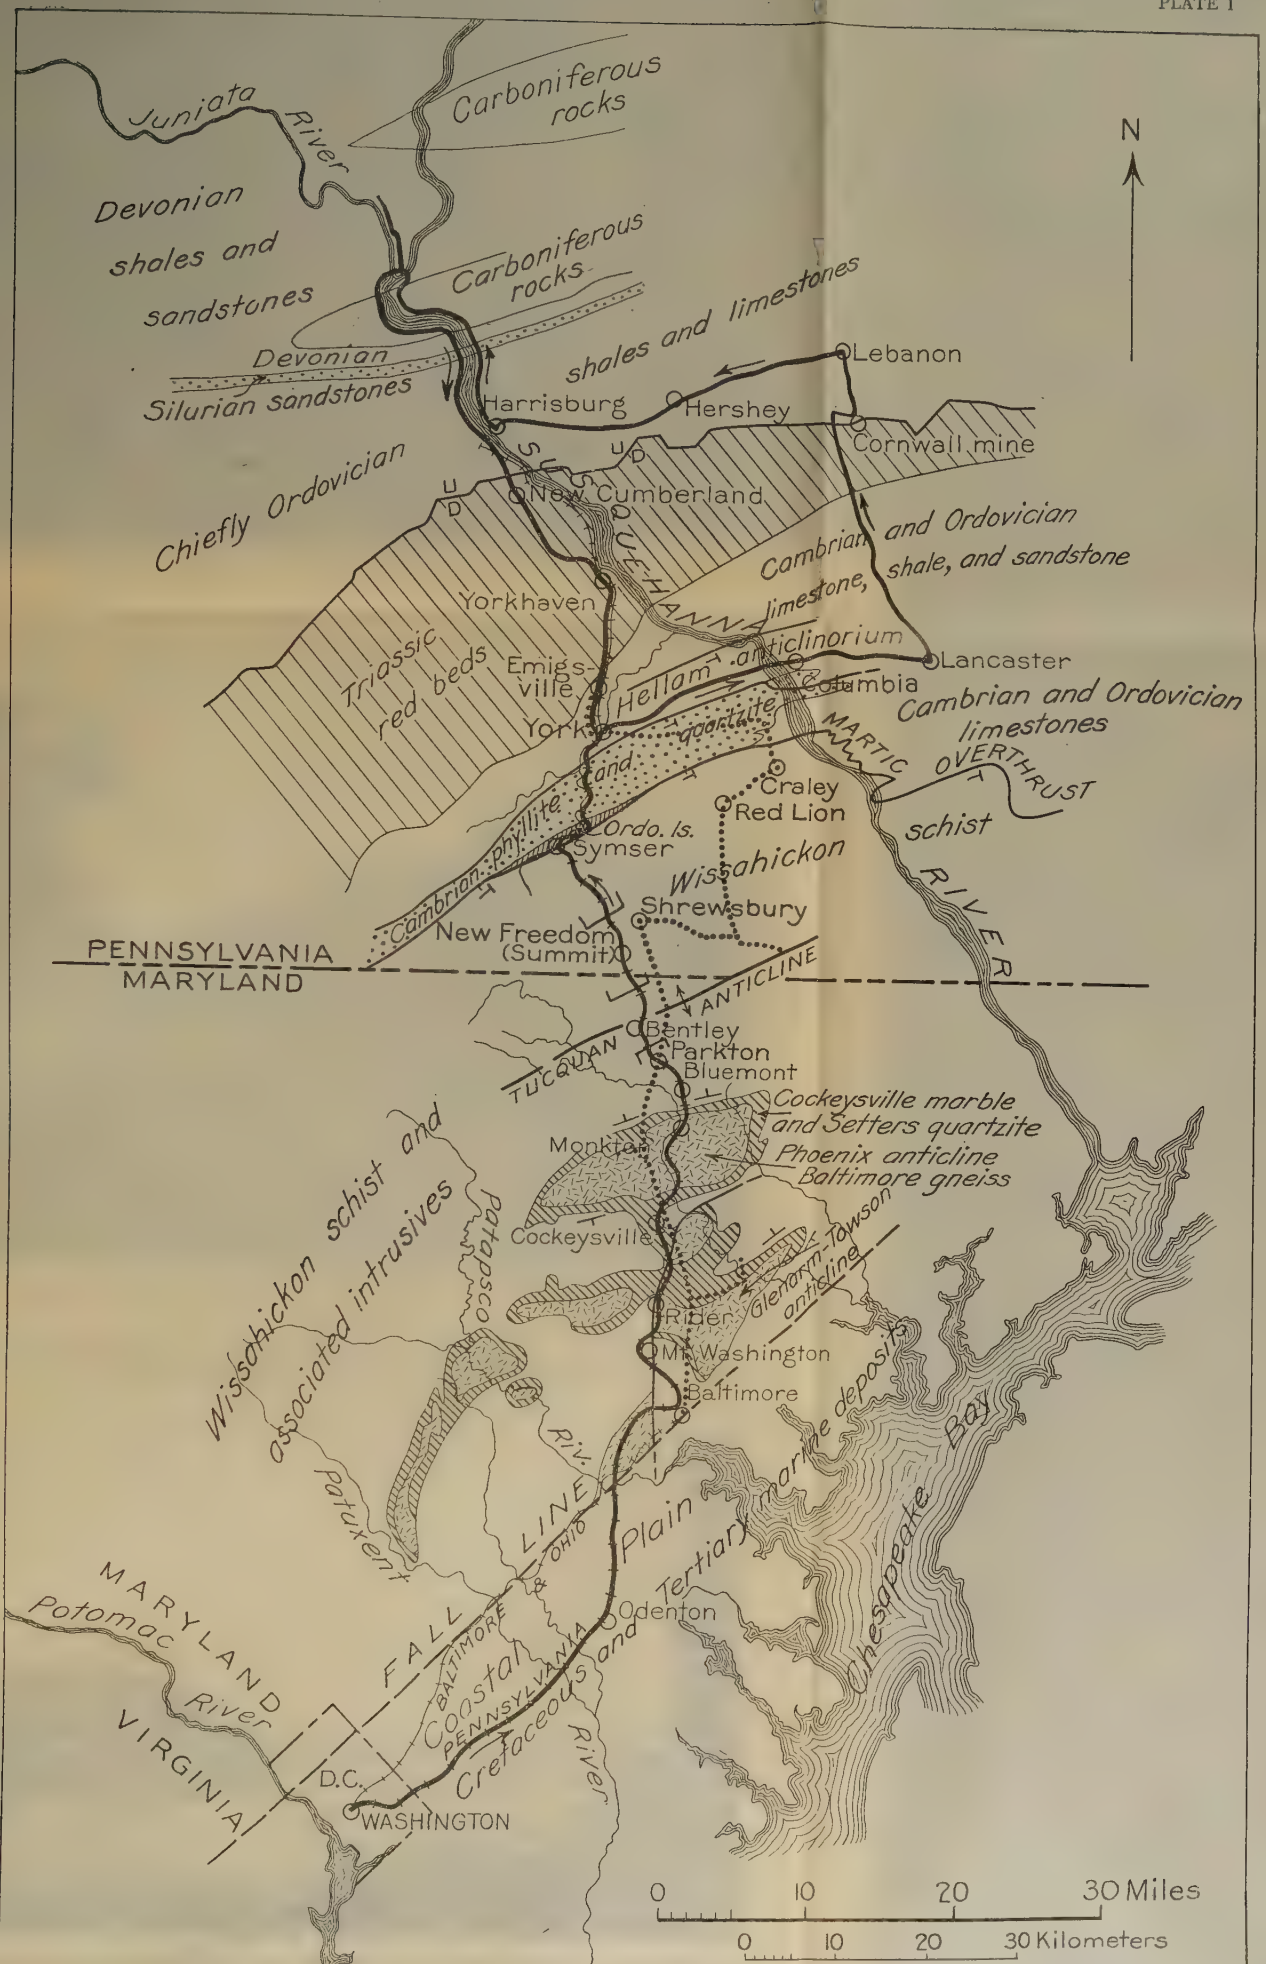 PLATE 1
Juniata
River
Carboniferous
rocks
N
Devonian
shales and
sandstones
Carboniferous
rocks
Devonian
Silurian sandstones
shales and limestones
Lebanon
Harrisburg
Hershey
Cornwall mine
U
D
U
D
Chiefly Ordovician
New Cumberland
SUSQUEHANNA
Cambrian and Ordovician
limestone, shale, and sandstone
Yorkhaven
Triassic
red beds
Emigs-
ville
Hellam anticlinorium
Lancaster
Columbia
Cambrian and Ordovician
limestones
York
Cambrian phyllite and quartzite
MARTIC
OVERTHRUST
Craley
Red Lion
Ordo. ls.
Symser
schist
Wissahickon
RIVER
Shrewsbury
New Freedom
(Summit)
PENNSYLVANIA
MARYLAND
TUCQUAN ANTICLINE
Bentley
Parkton
Bluemont
Cockeysville marble
and Setters quartzite
Monkton
Phoenix anticline
Baltimore gneiss
Cockeysville
Glenarm-Towson
anticline
Wissahickon schist and
associated intrusives
Patapsco
Riv.
Rider
Mt. Washington
Baltimore
Patuxent
River
FALL LINE
BALTIMORE & OHIO
PENNSYLVANIA
Coastal Plain
Cretaceous and Tertiary marine deposits
Chesapeake Bay
Odenton
MARYLAND
Potomac
River
VIRGINIA
D.C.
WASHINGTON
0 10 20 30 Miles
0 10 20 30 Kilometers